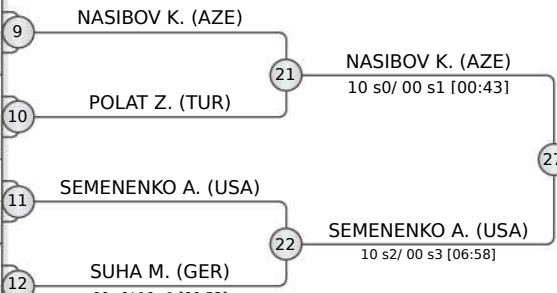 NASIBOV K. (AZE)
9
21
NASIBOV K. (AZE)
10 s0/ 00 s1 [00:43]
POLAT Z. (TUR)
10
27
SEMENENKO A. (USA)
11
22
SEMENENKO A. (USA)
10 s2/ 00 s3 [06:58]
SUHA M. (GER)
12